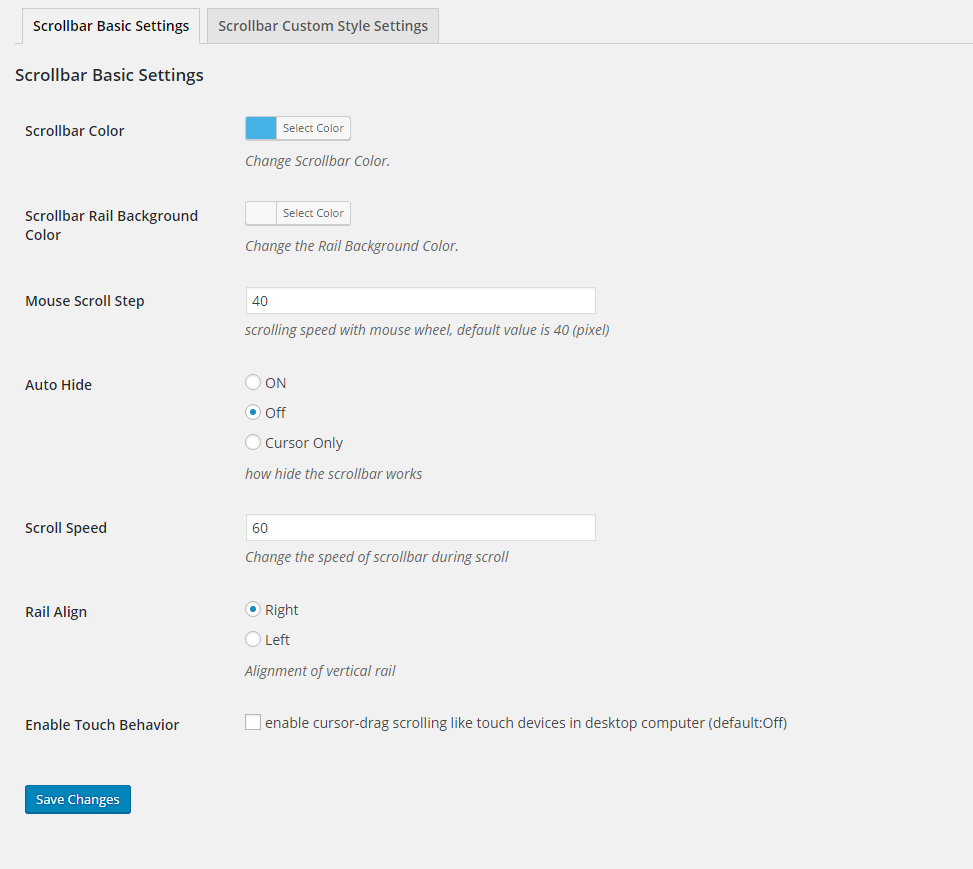 Scrollbar Basic Settings
Scrollbar Custom Style Settings
Scrollbar Basic Settings
Scrollbar Color
Select Color
Change Scrollbar Color.
Scrollbar Rail Background
Color
Select Color
Change the Rail Background Color.
Mouse Scroll Step
40
scrolling speed with mouse wheel, default value is 40 (pixel)
Auto Hide
ON
Off
Cursor Only
how hide the scrollbar works
Scroll Speed
60
Change the speed of scrollbar during scroll
Rail Align
Right
Left
Alignment of vertical rail
Enable Touch Behavior
enable cursor-drag scrolling like touch devices in desktop computer (default:Off)
Save Changes